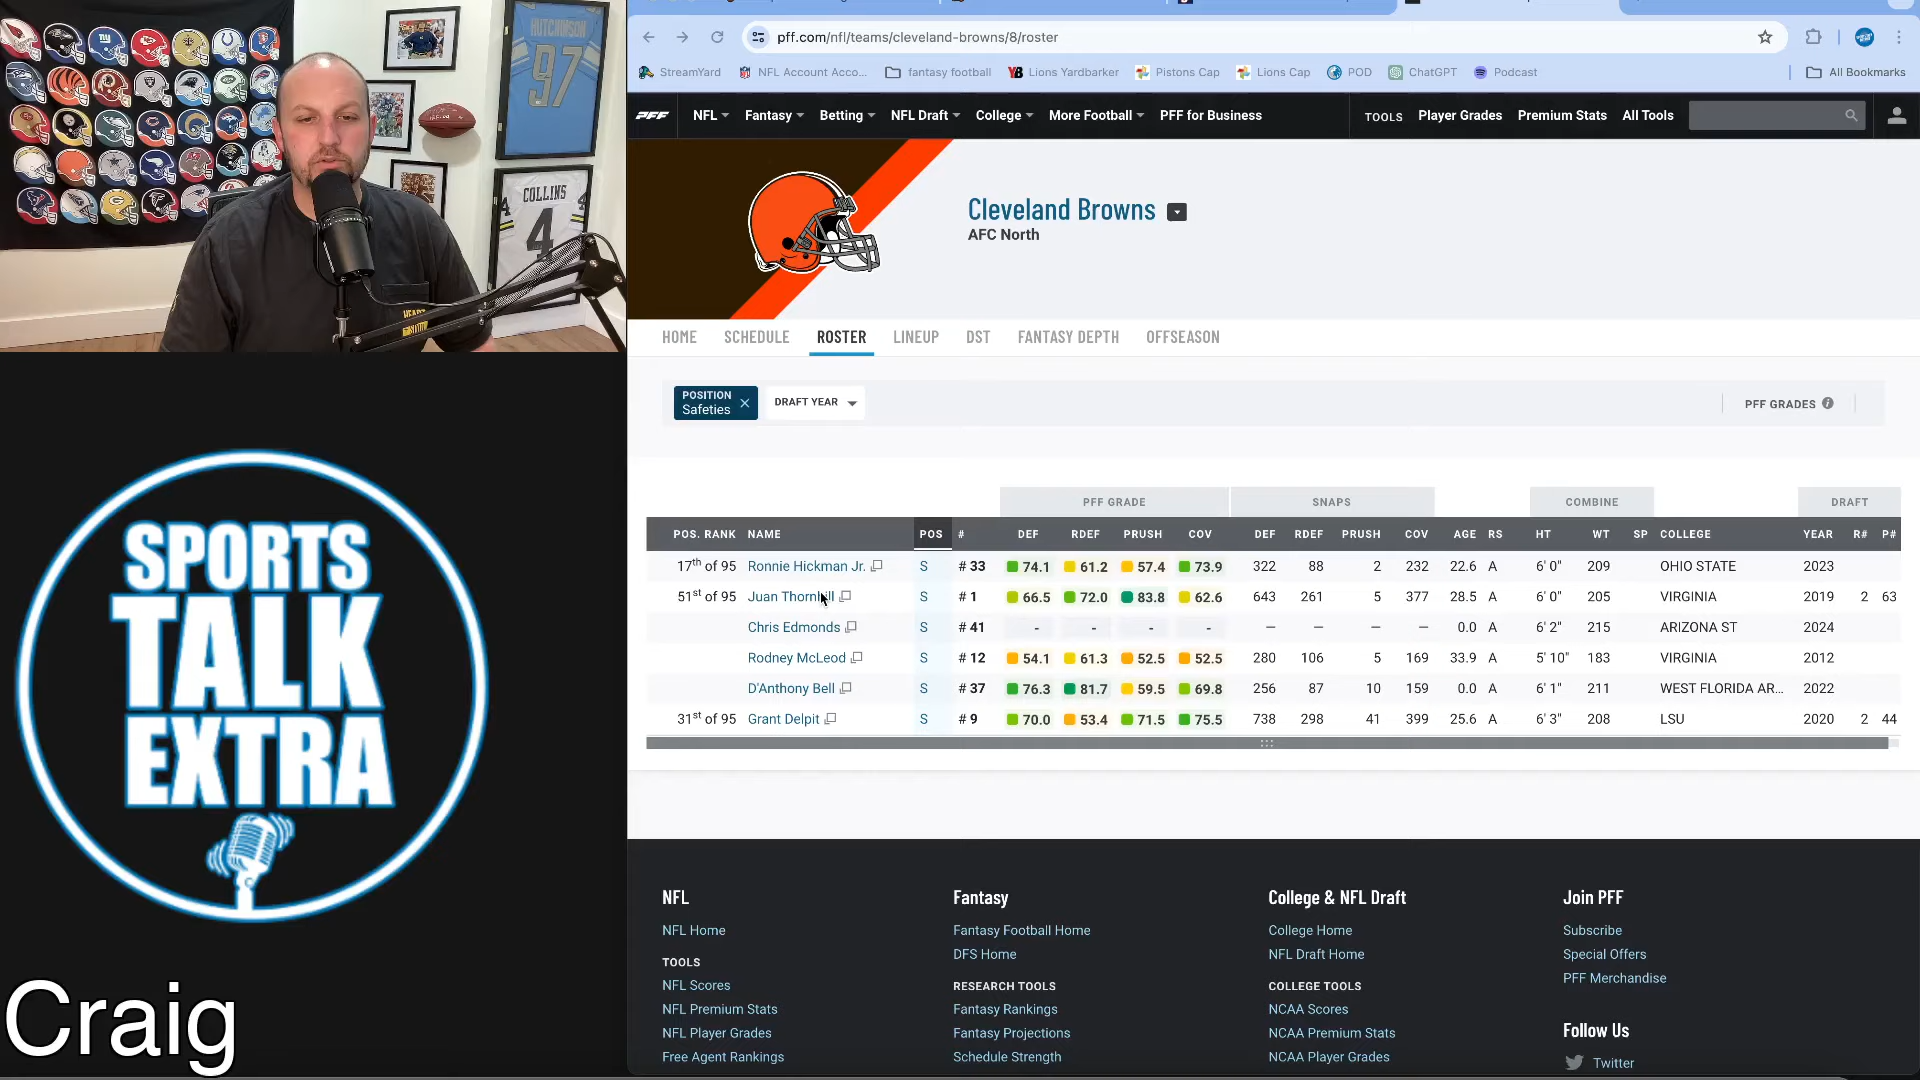 HUTCHINSON
97
COLLINS
4
4
4
SPORTS
TALK
EXTRA
Craig
pff.com/nfl/teams/cleveland-browns/8/roster
StreamYard
NFL Account Acco...
fantasy football
Lions Yardbarker
Pistons Cap
Lions Cap
POD
ChatGPT
Podcast
All Bookmarks
PFF
NFL
Fantasy
Betting
NFL Draft
College
More Football
PFF for Business
TOOLS
Player Grades
Premium Stats
All Tools
Cleveland Browns
AFC North
HOME SCHEDULE ROSTER LINEUP DST FANTASY DEPTH OFFSEASON
POSITION
Safeties
DRAFT YEAR
PFF GRADES
PFF GRADE SNAPS COMBINE DRAFT
POS. RANK NAME POS # DEF RDEF PRUSH COV DEF RDEF PRUSH COV AGE RS HT WT SP COLLEGE YEAR R# P#
17th of 95 Ronnie Hickman Jr. S # 33 74.1 61.2 57.4 73.9 322 88 2 232 22.6 A 6' 0" 209 OHIO STATE 2023
51st of 95 Juan Thornhill S # 1 66.5 72.0 83.8 62.6 643 261 5 377 28.5 A 6' 0" 205 VIRGINIA 2019 2 63
Chris Edmonds S # 41 - - - - — — — — 0.0 A 6' 2" 215 ARIZONA ST 2024
Rodney McLeod S # 12 54.1 61.3 52.5 52.5 280 106 5 169 33.9 A 5' 10" 183 VIRGINIA 2012
D'Anthony Bell S # 37 76.3 81.7 59.5 69.8 256 87 10 159 0.0 A 6' 1" 211 WEST FLORIDA AR... 2022
31st of 95 Grant Delpit S # 9 70.0 53.4 71.5 75.5 738 298 41 399 25.6 A 6' 3" 208 LSU 2020 2 44
NFL
NFL Home
TOOLS
NFL Scores
NFL Premium Stats
NFL Player Grades
Free Agent Rankings
Fantasy
Fantasy Football Home
DFS Home
RESEARCH TOOLS
Fantasy Rankings
Fantasy Projections
Schedule Strength
College & NFL Draft
College Home
NFL Draft Home
COLLEGE TOOLS
NCAA Scores
NCAA Premium Stats
NCAA Player Grades
Join PFF
Subscribe
Special Offers
PFF Merchandise
Follow Us
Twitter